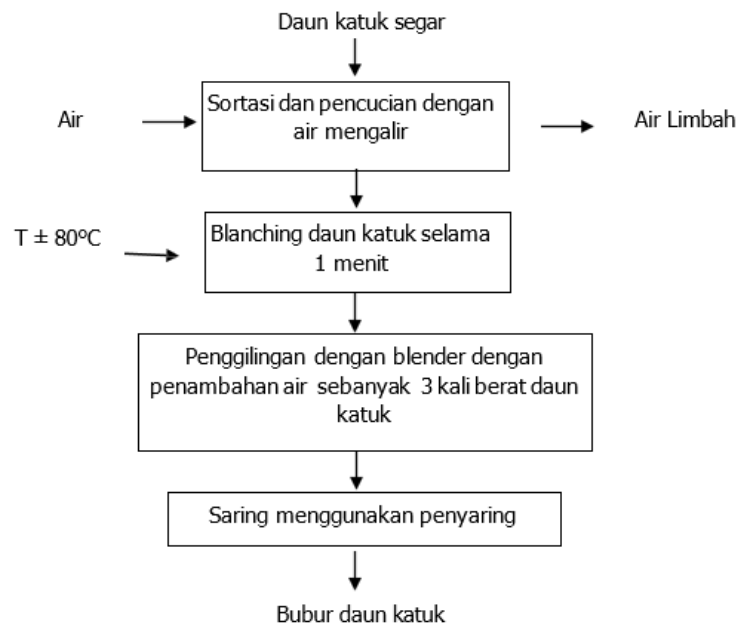 Daun katuk segar
Air
Sortasi dan pencucian dengan
air mengalir
Air Limbah
T ± 80°C
Blanching daun katuk selama
1 menit
Penggilingan dengan blender dengan
penambahan air sebanyak 3 kali berat daun
katuk
Saring menggunakan penyaring
Bubur daun katuk